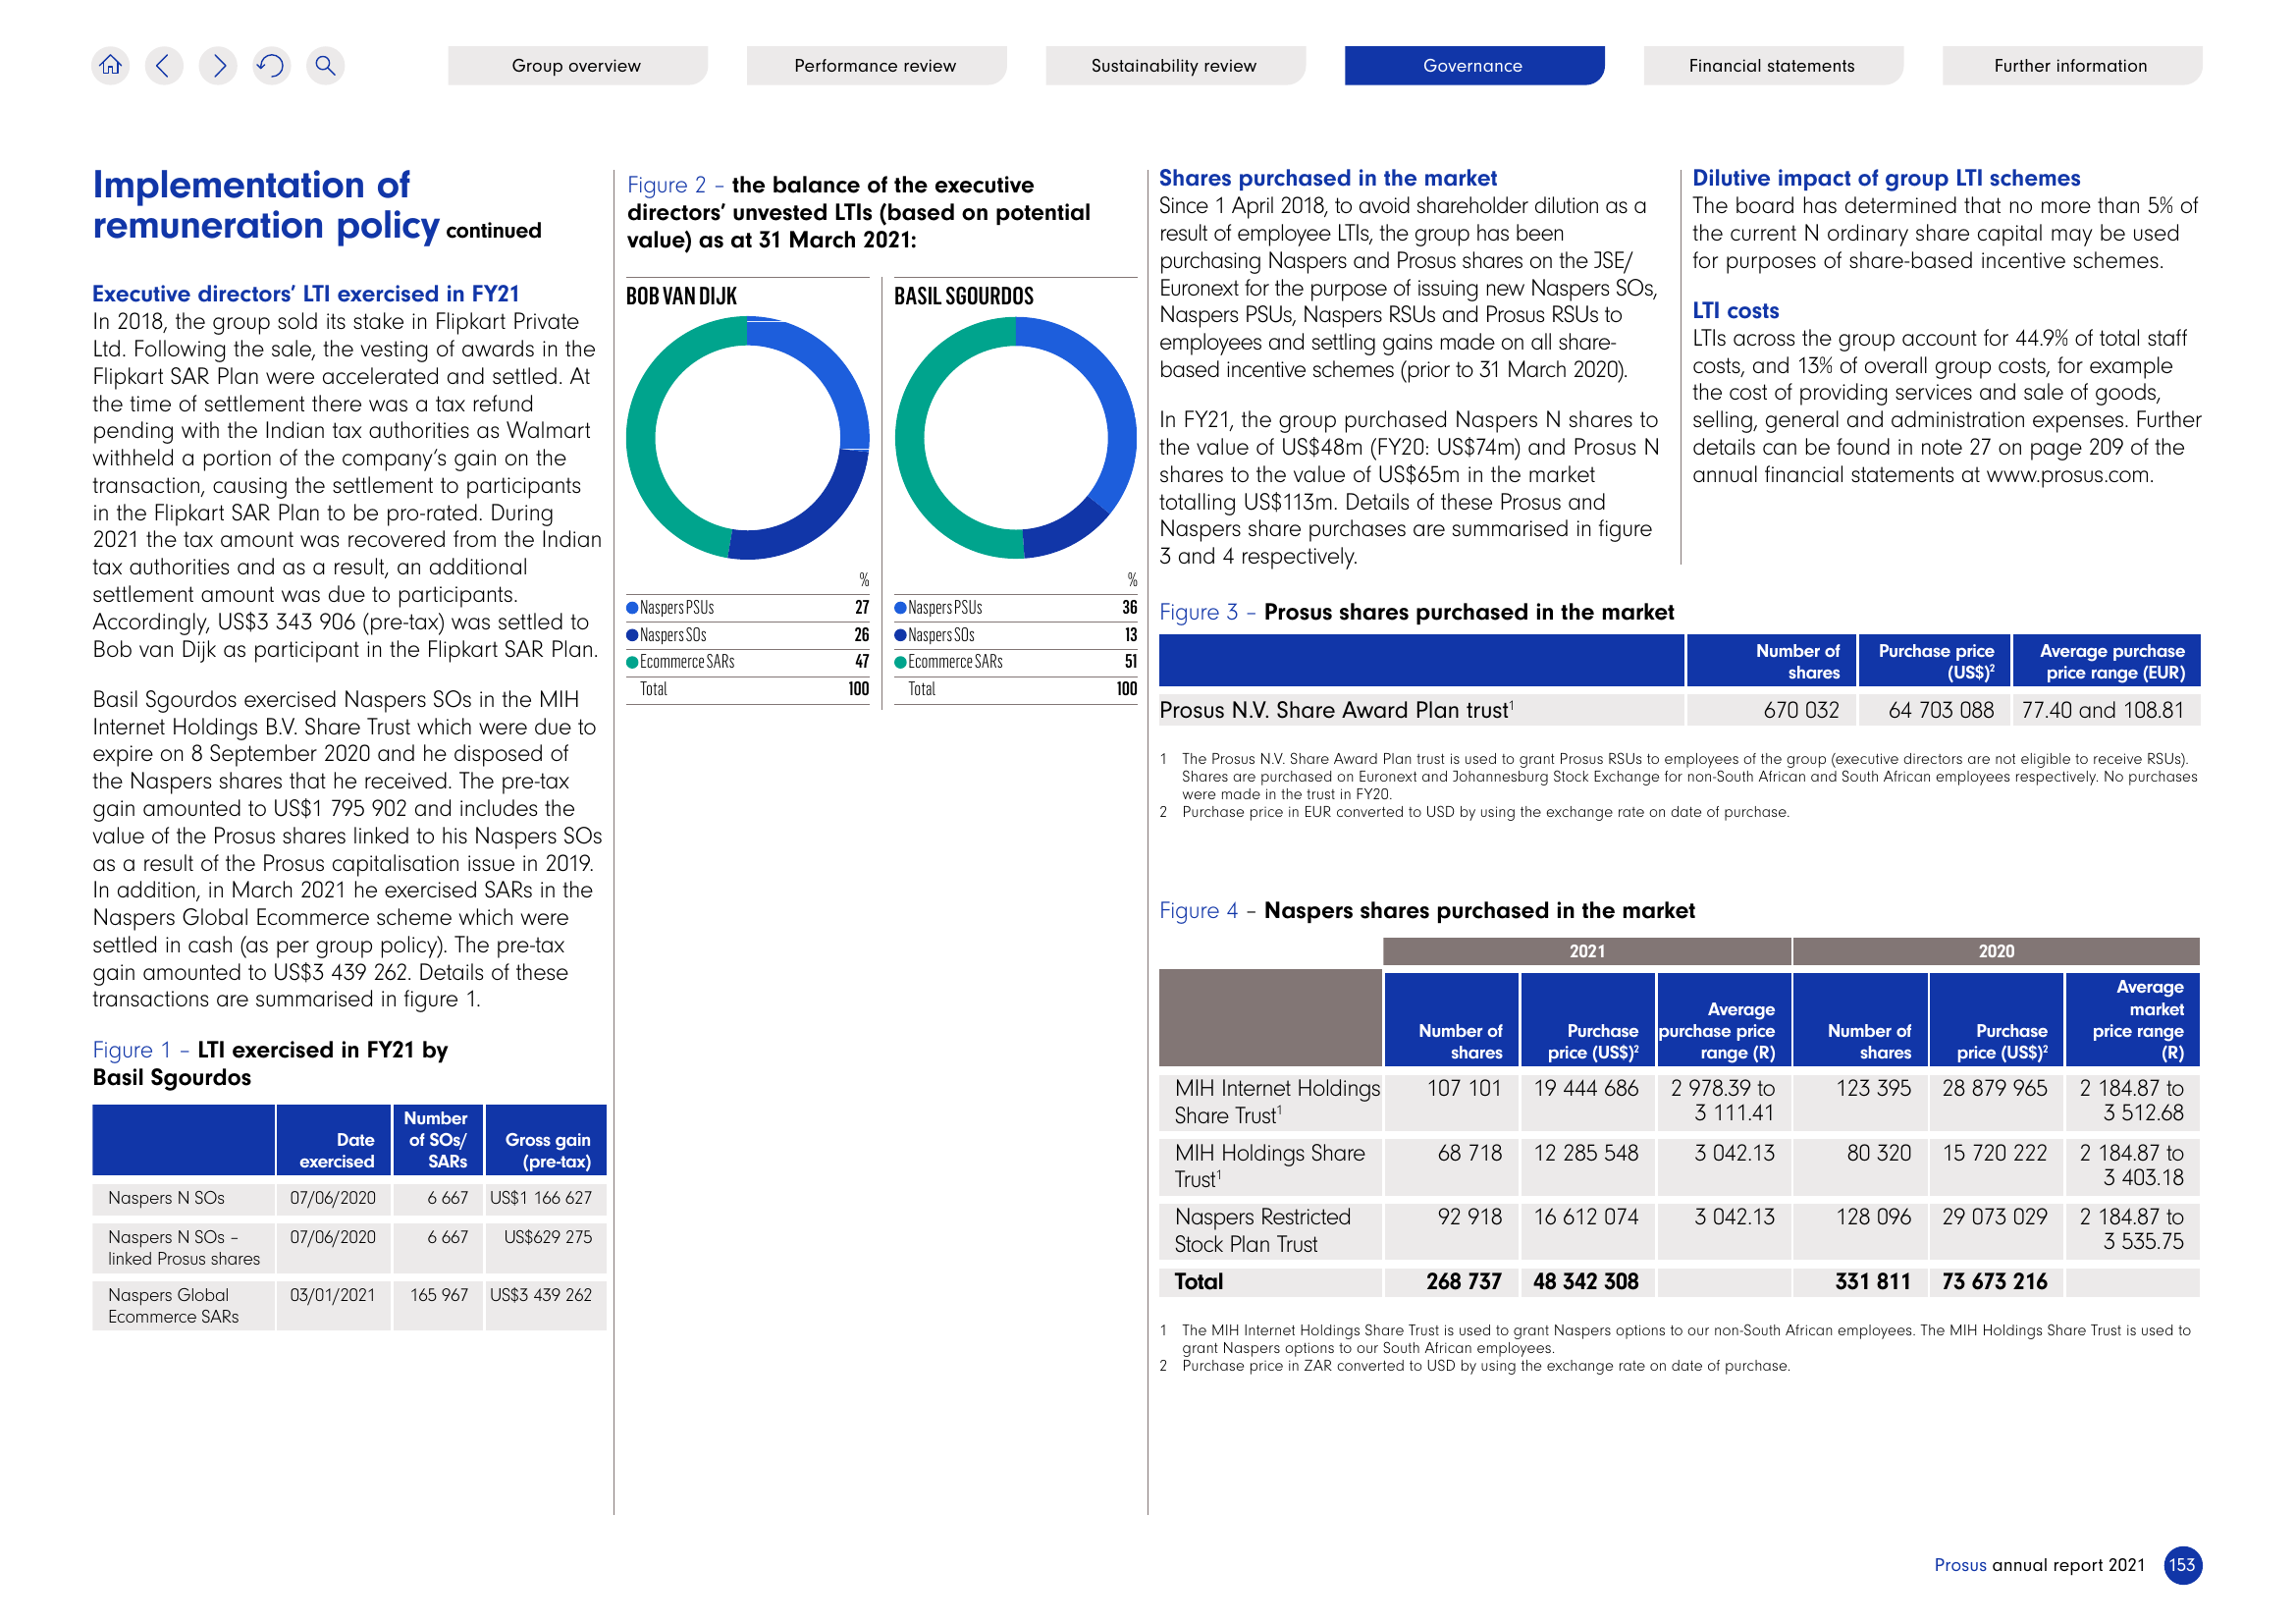 Group overview
Performance review
Sustainability review
Governance
Financial statements
Further information
Implementation of
remuneration policy continued
Executive directors’ LTI exercised in FY21
In 2018, the group sold its stake in Flipkart Private
Ltd. Following the sale, the vesting of awards in the
Flipkart SAR Plan were accelerated and settled. At
the time of settlement there was a tax refund
pending with the Indian tax authorities as Walmart
withheld a portion of the company’s gain on the
transaction, causing the settlement to participants
in the Flipkart SAR Plan to be pro-rated. During
2021 the tax amount was recovered from the Indian
tax authorities and as a result, an additional
settlement amount was due to participants.
Accordingly, US$3 343 906 (pre-tax) was settled to
Bob van Dijk as participant in the Flipkart SAR Plan.
Basil Sgourdos exercised Naspers SOs in the MIH
Internet Holdings B.V. Share Trust which were due to
expire on 8 September 2020 and he disposed of
the Naspers shares that he received. The pre-tax
gain amounted to US$1 795 902 and includes the
value of the Prosus shares linked to his Naspers SOs
as a result of the Prosus capitalisation issue in 2019.
In addition, in March 2021 he exercised SARs in the
Naspers Global Ecommerce scheme which were
settled in cash (as per group policy). The pre-tax
gain amounted to US$3 439 262. Details of these
transactions are summarised in figure 1.
Figure 1 – LTI exercised in FY21 by
Basil Sgourdos
Date exercised Number of SOs/ SARs Gross gain (pre-tax)
Naspers N SOs 07/06/2020 6 667 US$1 166 627
Naspers N SOs – 07/06/2020 6 667 US$629 275
linked Prosus shares
Naspers Global 03/01/2021 165 967 US$3 439 262
Ecommerce SARs
Figure 2 – the balance of the executive
directors’ unvested LTIs (based on potential
value) as at 31 March 2021:
BOB VAN DIJK
%
Naspers PSUs 27
Naspers SOs 26
Ecommerce SARs 47
Total 100
BASIL SGOURDOS
%
Naspers PSUs 36
Naspers SOs 13
Ecommerce SARs 51
Total 100
Shares purchased in the market
Since 1 April 2018, to avoid shareholder dilution as a
result of employee LTIs, the group has been
purchasing Naspers and Prosus shares on the JSE/
Euronext for the purpose of issuing new Naspers SOs,
Naspers PSUs, Naspers RSUs and Prosus RSUs to
employees and settling gains made on all share-
based incentive schemes (prior to 31 March 2020).
In FY21, the group purchased Naspers N shares to
the value of US$48m (FY20: US$74m) and Prosus N
shares to the value of US$65m in the market
totalling US$113m. Details of these Prosus and
Naspers share purchases are summarised in figure
3 and 4 respectively.
Dilutive impact of group LTI schemes
The board has determined that no more than 5% of
the current N ordinary share capital may be used
for purposes of share-based incentive schemes.
LTI costs
LTIs across the group account for 44.9% of total staff
costs, and 13% of overall group costs, for example
the cost of providing services and sale of goods,
selling, general and administration expenses. Further
details can be found in note 27 on page 209 of the
annual financial statements at www.prosus.com.
Figure 3 – Prosus shares purchased in the market
Number of shares Purchase price (US$)2 Average purchase price range (EUR)
Prosus N.V. Share Award Plan trust1 670 032 64 703 088 77.40 and 108.81
1 The Prosus N.V. Share Award Plan trust is used to grant Prosus RSUs to employees of the group (executive directors are not eligible to receive RSUs).
Shares are purchased on Euronext and Johannesburg Stock Exchange for non-South African and South African employees respectively. No purchases
were made in the trust in FY20.
2 Purchase price in EUR converted to USD by using the exchange rate on date of purchase.
Figure 4 – Naspers shares purchased in the market
2021 2020
Number of shares Purchase price (US$)2 Average purchase price range (R) Number of shares Purchase price (US$)2 Average market price range (R)
MIH Internet Holdings 107 101 19 444 686 2 978.39 to 123 395 28 879 965 2 184.87 to
Share Trust1 3 111.41 3 512.68
MIH Holdings Share 68 718 12 285 548 3 042.13 80 320 15 720 222 2 184.87 to
Trust1 3 403.18
Naspers Restricted 92 918 16 612 074 3 042.13 128 096 29 073 029 2 184.87 to
Stock Plan Trust 3 535.75
Total 268 737 48 342 308 331 811 73 673 216
1 The MIH Internet Holdings Share Trust is used to grant Naspers options to our non-South African employees. The MIH Holdings Share Trust is used to
grant Naspers options to our South African employees.
2 Purchase price in ZAR converted to USD by using the exchange rate on date of purchase.
Prosus annual report 2021 153